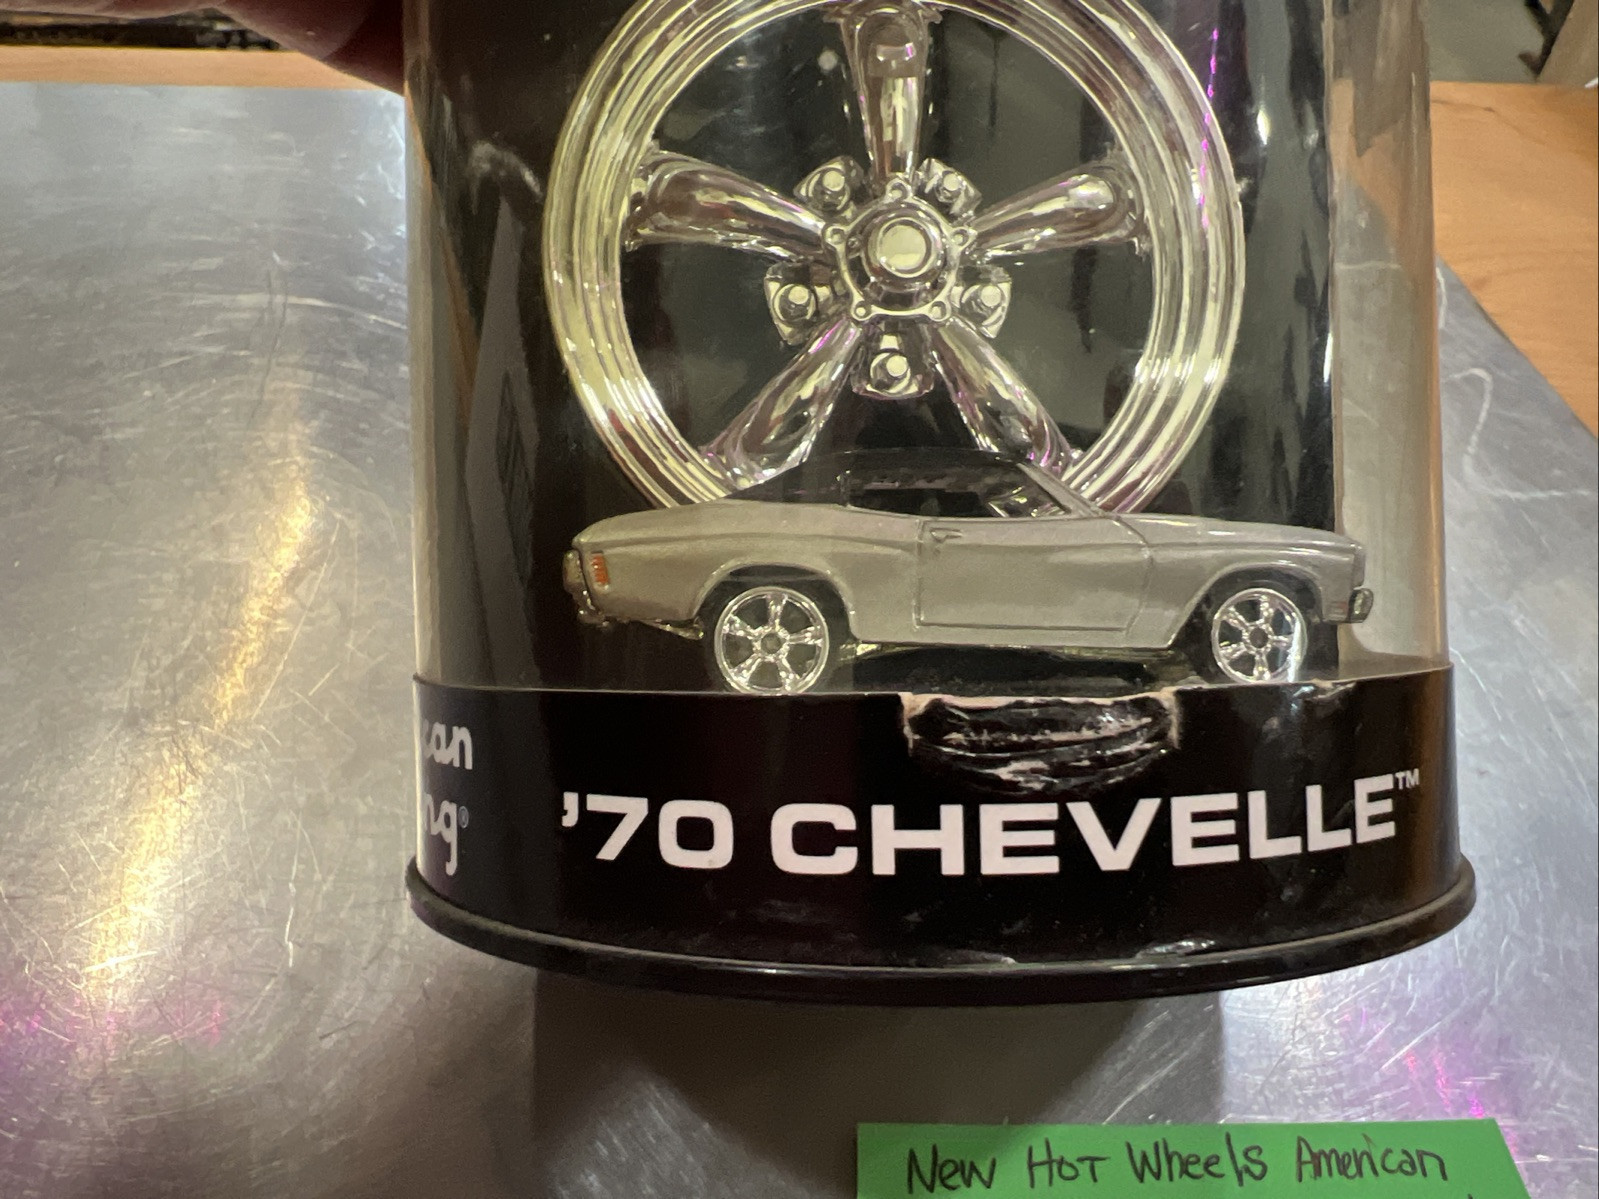 can
ng®
'70 CHEVELLE™
New Hot Wheels American